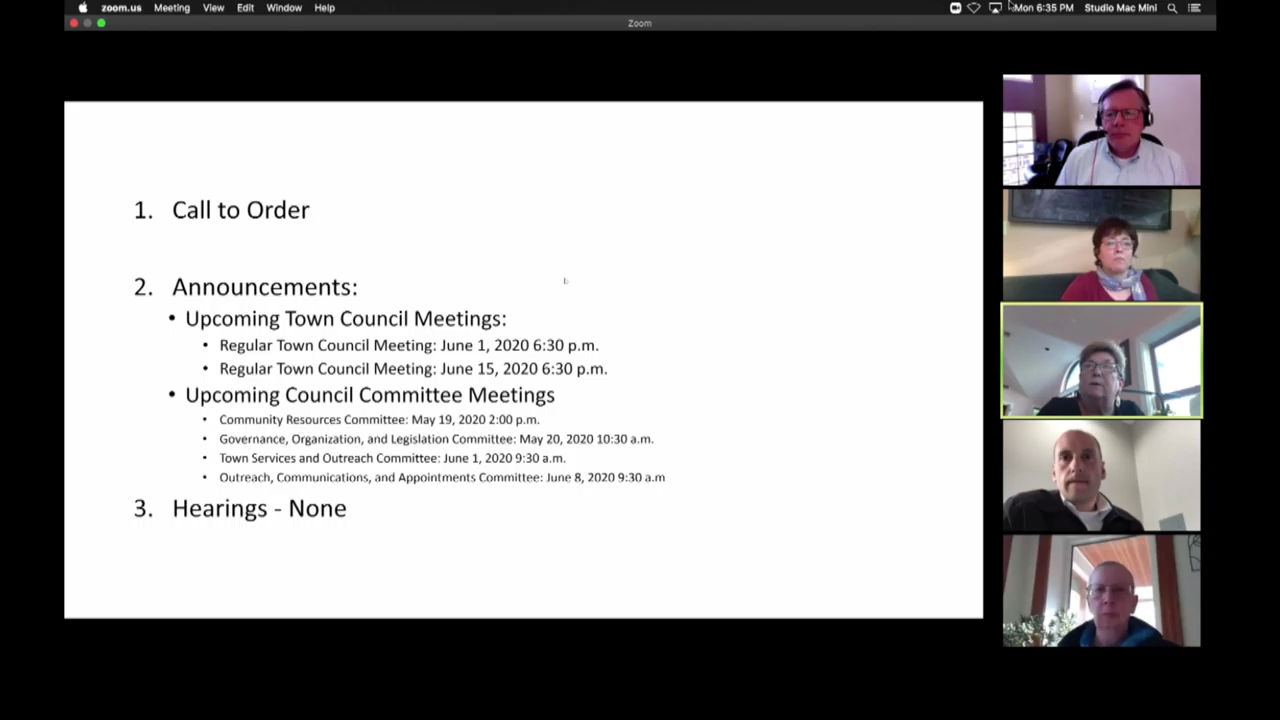 zoom.us Meeting View Edit Window Help Mon 6:35 PM Studio Mac Mini
Zoom
1. Call to Order
2. Announcements:
• Upcoming Town Council Meetings:
• Regular Town Council Meeting: June 1, 2020 6:30 p.m.
• Regular Town Council Meeting: June 15, 2020 6:30 p.m.
• Upcoming Council Committee Meetings
• Community Resources Committee: May 19, 2020 2:00 p.m.
• Governance, Organization, and Legislation Committee: May 20, 2020 10:30 a.m.
• Town Services and Outreach Committee: June 1, 2020 9:30 a.m.
• Outreach, Communications, and Appointments Committee: June 8, 2020 9:30 a.m
3. Hearings - None